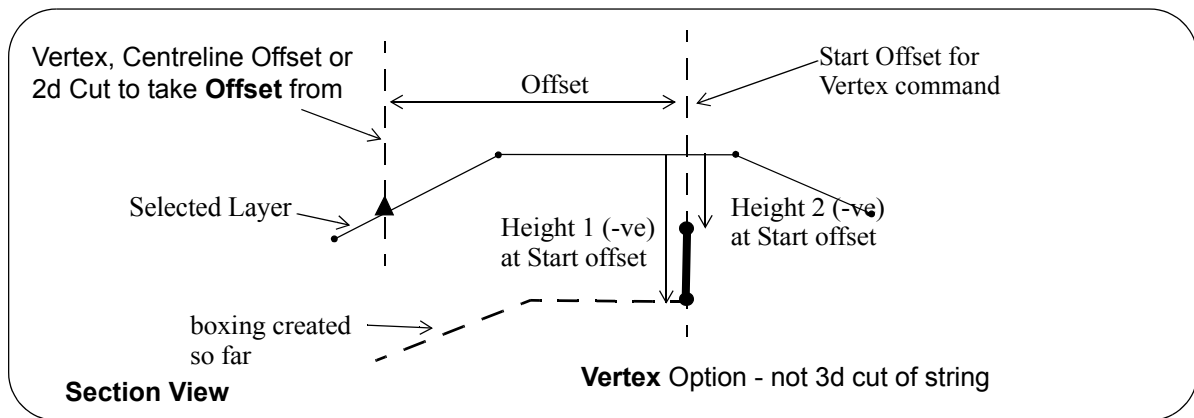 Vertex, Centreline Offset or
2d Cut to take Offset from
Offset
Start Offset for
Vertex command
Selected Layer
Height 1 (-ve)
at Start offset
Height 2 (-ve)
at Start offset
boxing created
so far
Section View
Vertex Option - not 3d cut of string